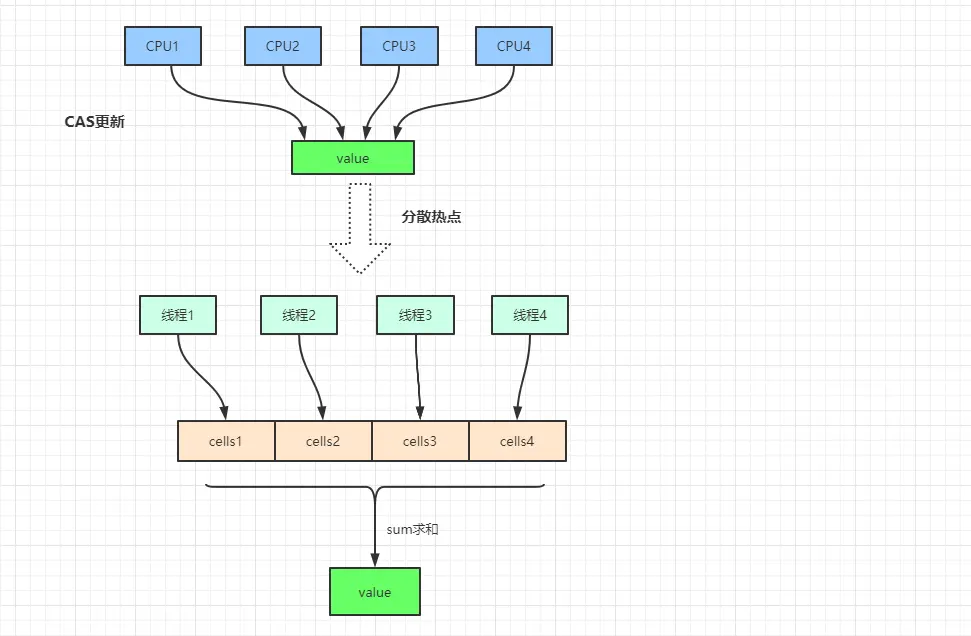 CPU1
CPU2
CPU3
CPU4
CAS更新
value
分散热点
线程1
线程2
线程3
线程4
cells1
cells2
cells3
cells4
sum求和
value